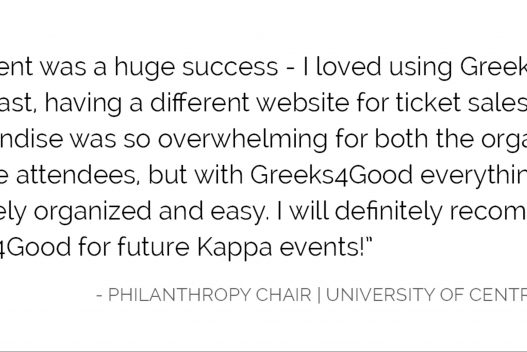 ent was a huge success - I loved using Greek
ast, having a different website for ticket sales
ndise was so overwhelming for both the orga
e attendees, but with Greeks4Good everythin
ely organized and easy. I will definitely recom
4Good for future Kappa events!”
- PHILANTHROPY CHAIR | UNIVERSITY OF CENTR